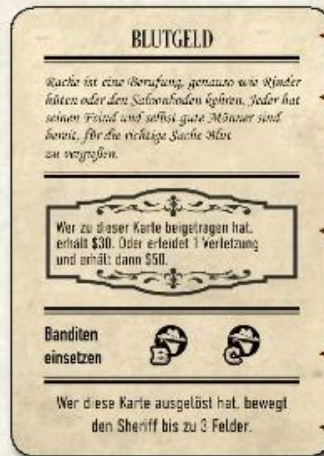 BLUTGELD
Rache ist eine Berufung, genauso wie Rinder
hüten oder den Saloonboden kehren. Jeder hat
seinen Feind und selbst gute Männer sind
bereit, für die richtige Sache Blut
zu vergießen.
Wer zu dieser Karte beigetragen hat,
erhält $30. Oder erleidet 1 Verletzung
und erhält dann $50.
Banditen
einsetzen
B C
Wer diese Karte ausgelöst hat, bewegt
den Sheriff bis zu 3 Felder.